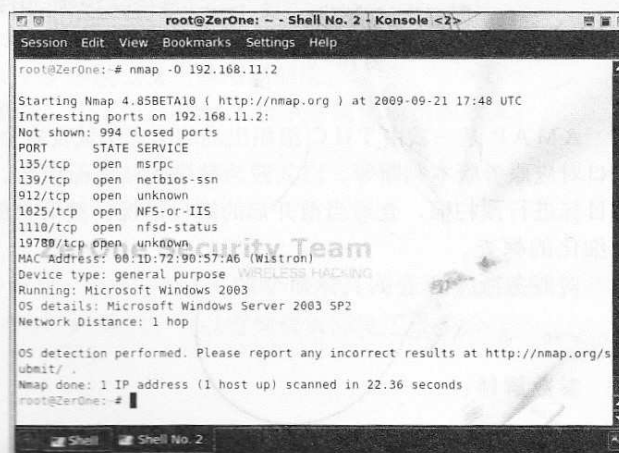 root@ZerOne: ~ - Shell No. 2 - Konsole <2>
Session Edit View Bookmarks Settings Help
root@ZerOne:~# nmap -O 192.168.11.2
Starting Nmap 4.85BETA10 ( http://nmap.org ) at 2009-09-21 17:48 UTC
Interesting ports on 192.168.11.2:
Not shown: 994 closed ports
PORT STATE SERVICE
135/tcp open msrpc
139/tcp open netbios-ssn
912/tcp open unknown
1025/tcp open NFS-or-IIS
1110/tcp open nfsd-status
19780/tcp open unknown
ZerOne Security Team
MAC Address: 00:1D:72:90:57:A6 (Wistron)
WIRELESS HACKING
Device type: general purpose
Running: Microsoft Windows 2003
OS details: Microsoft Windows Server 2003 SP2
Network Distance: 1 hop
OS detection performed. Please report any incorrect results at http://nmap.org/s
ubmit/ .
Nmap done: 1 IP address (1 host up) scanned in 22.36 seconds
root@ZerOne:~#
Shell Shell No. 2